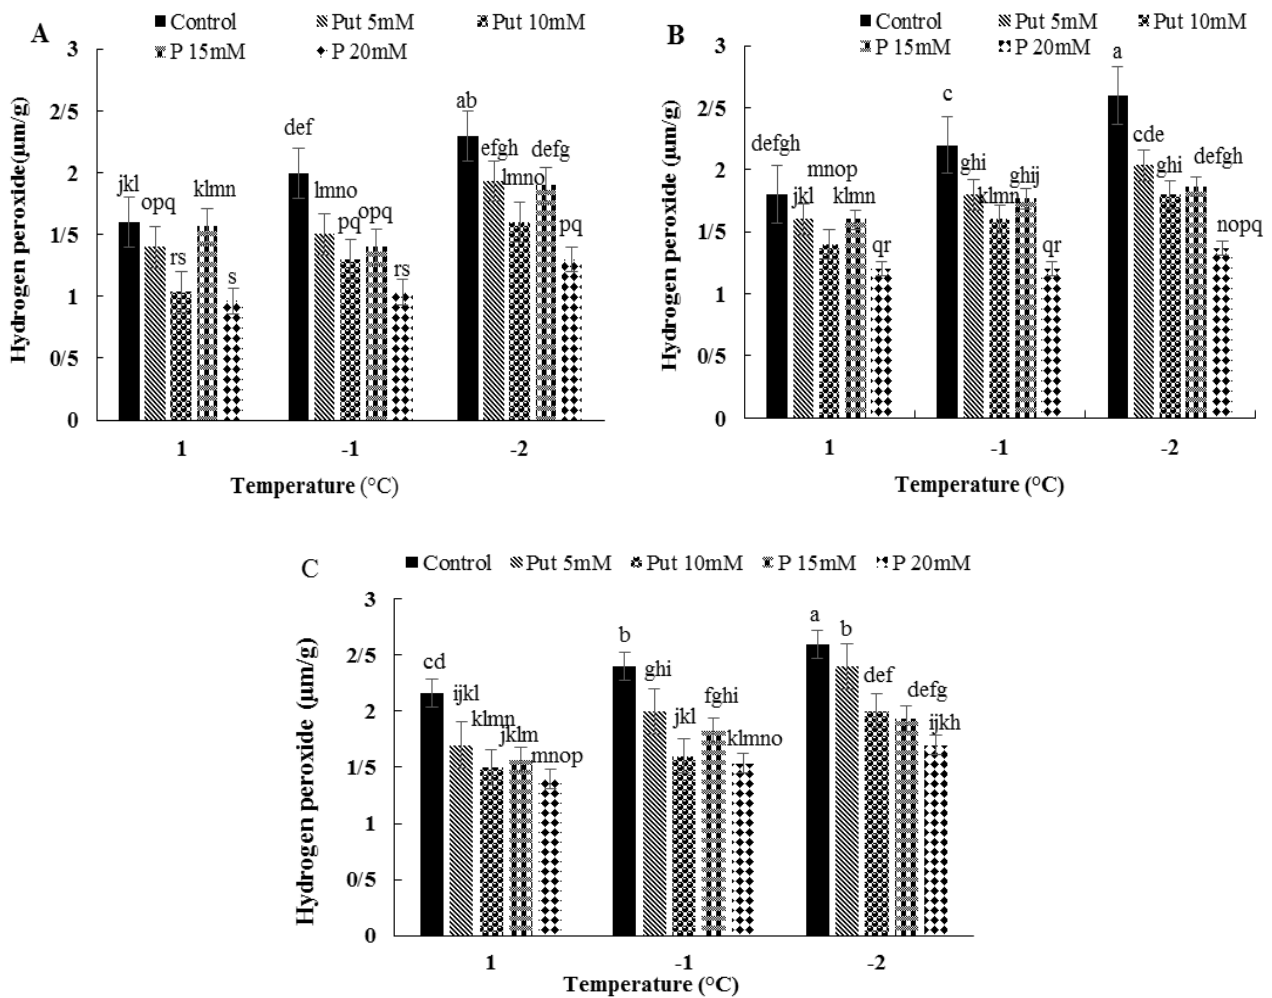 A
Control Put 5mM Put 10mM
P 15mM P 20mM
Hydrogen peroxide(µm/g)
3
2/5
2
1/5
1
0/5
0
jkl opq rs klmn s
def lmno pq opq rs
ab efgh lmno defg pq
1 -1 -2
Temperature (°C)
B
Control Put 5mM Put 10mM
P 15mM P 20mM
Hydrogen peroxide (µm/g)
3
2/5
2
1/5
1
0/5
0
defgh jkl mnop klmn qr
c ghi klmn ghij qr
a cde ghi defgh nopq
1 -1 -2
Temperature (°C)
C
Control Put 5mM Put 10mM P 15mM P 20mM
Hydrogen peroxide (µm/g)
3
2/5
2
1/5
1
0/5
0
cd ijkl klmn jklm mnop
b ghi jkl fghi klmno
a b def defg ijkh
1 -1 -2
Temperature (°C)